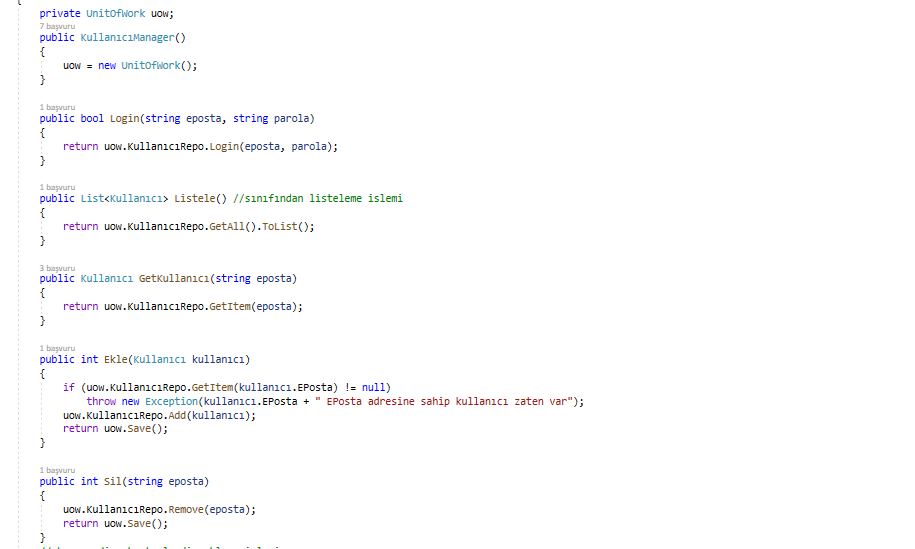 {
private UnitOfWork uow;
7 başvuru
public KullanıcıManager()
{
uow = new UnitOfWork();
}
1 başvuru
public bool Login(string eposta, string parola)
{
return uow.KullanıcıRepo.Login(eposta, parola);
}
1 başvuru
public List<Kullanıcı> Listele() //sınıfından listeleme islemi
{
return uow.KullanıcıRepo.GetAll().ToList();
}
3 başvuru
public Kullanıcı GetKullanıcı(string eposta)
{
return uow.KullanıcıRepo.GetItem(eposta);
}
1 başvuru
public int Ekle(Kullanıcı kullanıcı)
{
if (uow.KullanıcıRepo.GetItem(kullanıcı.EPosta) != null)
throw new Exception(kullanıcı.EPosta + " EPosta adresine sahip kullanıcı zaten var");
uow.KullanıcıRepo.Add(kullanıcı);
return uow.Save();
}
1 başvuru
public int Sil(string eposta)
{
uow.KullanıcıRepo.Remove(eposta);
return uow.Save();
}